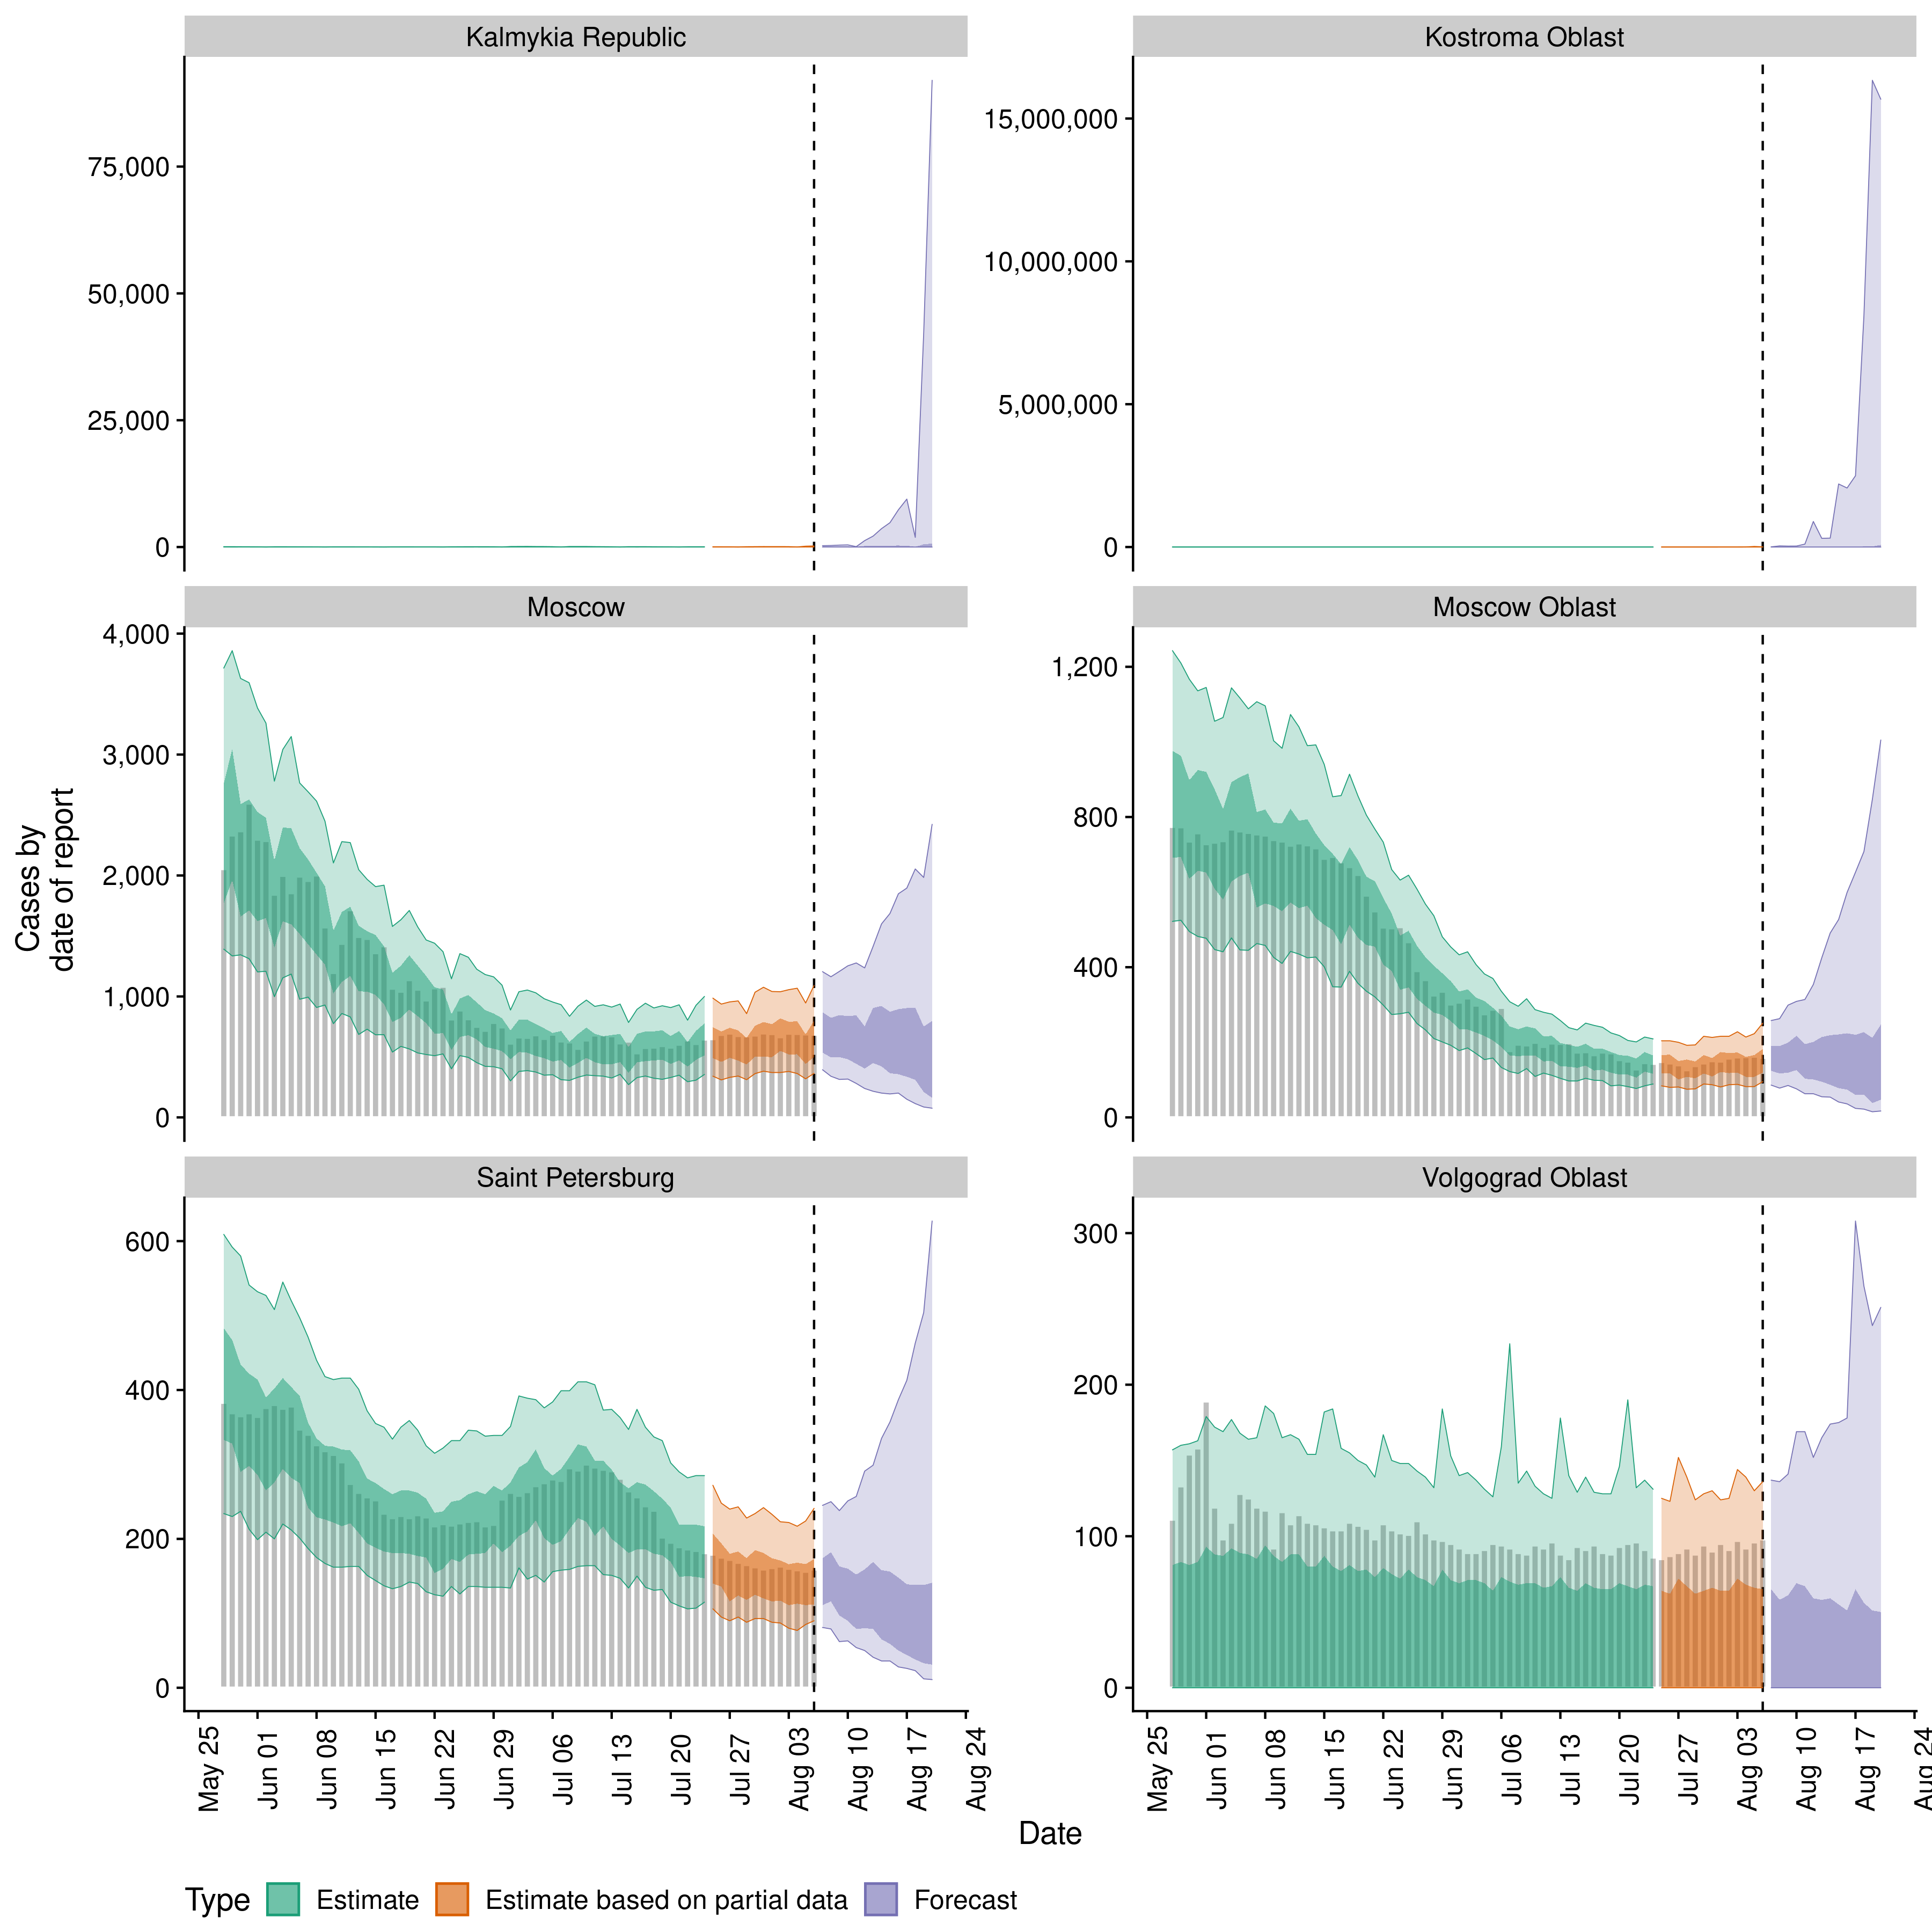 Kalmykia Republic
Kostroma Oblast
75,000
50,000
25,000
0
15,000,000
10,000,000
5,000,000
0
Moscow
Moscow Oblast
4,000
3,000
2,000
1,000
0
1,200
800
400
0
Cases by
date of report
Saint Petersburg
Volgograd Oblast
600
400
200
0
300
200
100
0
May 25
Jun 01
Jun 08
Jun 15
Jun 22
Jun 29
Jul 06
Jul 13
Jul 20
Jul 27
Aug 03
Aug 10
Aug 17
Aug 24
May 25
Jun 01
Jun 08
Jun 15
Jun 22
Jun 29
Jul 06
Jul 13
Jul 20
Jul 27
Aug 03
Aug 10
Aug 17
Aug 24
Date
Type Estimate Estimate based on partial data Forecast